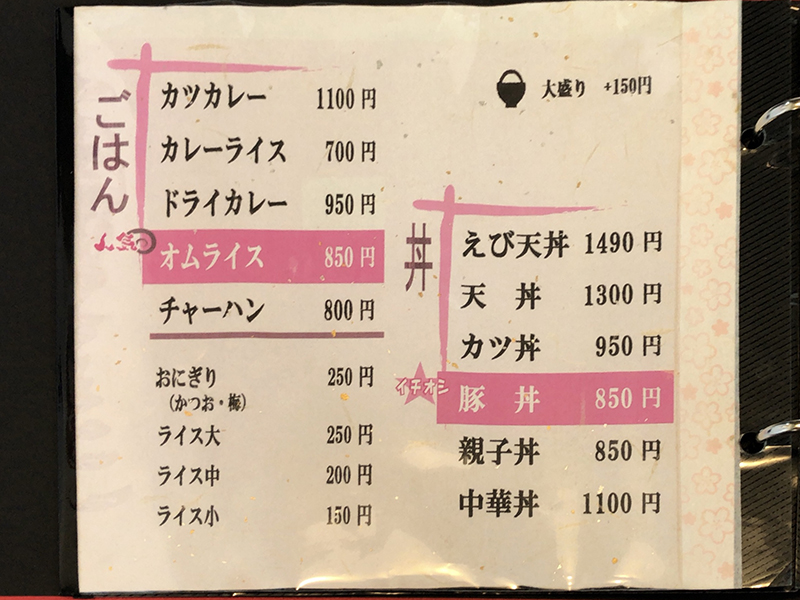 ごはん
カツカレー 1100円
カレーライス 700円
ドライカレー 950円
人気
オムライス 850円
チャーハン 800円
おにぎり 250円
（かつお・梅）
ライス大 250円
ライス中 200円
ライス小 150円
大盛り +150円
丼
えび天丼 1490円
天丼 1300円
カツ丼 950円
イチオシ
豚丼 850円
親子丼 850円
中華丼 1100円